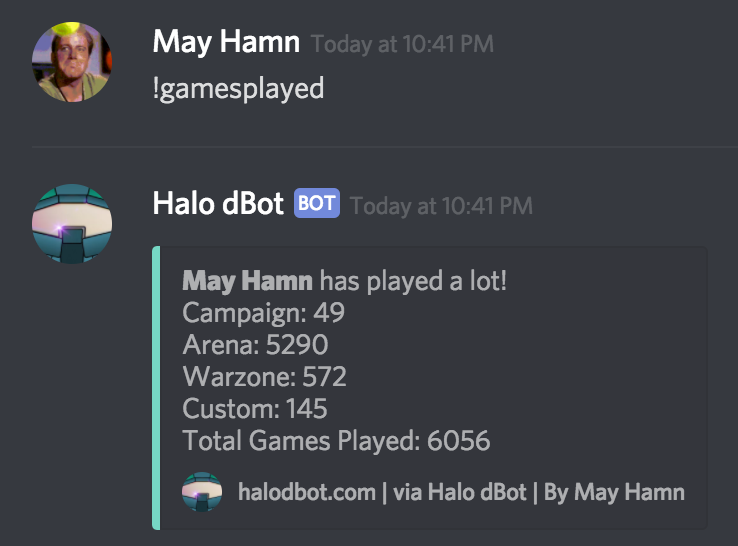 May Hamn Today at 10:41 PM
!gamesplayed
Halo dBot BOT Today at 10:41 PM
May Hamn has played a lot!
Campaign: 49
Arena: 5290
Warzone: 572
Custom: 145
Total Games Played: 6056
halodbot.com | via Halo dBot | By May Hamn